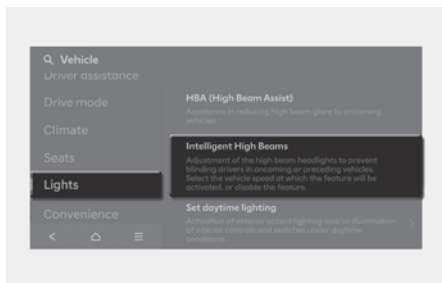 Vehicle
Driver assistance
Drive mode
Climate
Seats
Lights
Convenience
HBA (High Beam Assist)
Assistance in reducing high beam glare to oncoming
vehicles.
Intelligent High Beams
Adjustment of the high beam headlights to prevent
blinding drivers in oncoming or preceding vehicles.
Select the vehicle speed at which the feature will be
activated, or disable the feature.
Set daytime lighting
Activation of exterior accent lighting and/or illumination
of interior controls and switches under daytime
conditions.